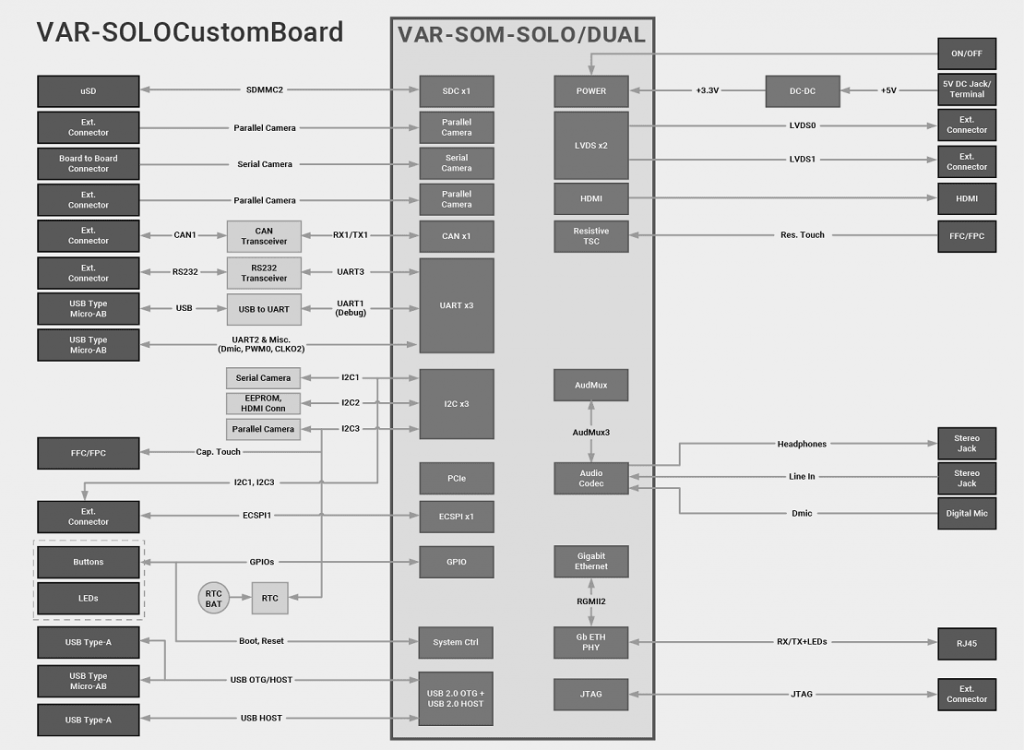 VAR-SOLOCustomBoard
VAR-SOM-SOLO/DUAL
uSD
SDMMC2
SDC x1
Ext.
Connector
Parallel Camera
Parallel
Camera
Board to Board
Connector
Serial Camera
Serial
Camera
Ext.
Connector
Parallel Camera
Parallel
Camera
Ext.
Connector
CAN1
CAN
Transceiver
RX1/TX1
CAN x1
Ext.
Connector
RS232
RS232
Transceiver
UART3
USB Type
Micro-AB
USB
USB to UART
UART1
(Debug)
UART x3
USB Type
Micro-AB
UART2 & Misc.
(Dmic, PWM0, CLKO2)
Serial Camera
I2C1
EEPROM,
HDMI Conn
I2C2
I2C x3
Parallel Camera
I2C3
FFC/FPC
Cap. Touch
I2C1, I2C3
PCIe
Ext.
Connector
ECSPI1
ECSPI x1
Buttons
GPIOs
GPIO
LEDs
RTC
BAT
RTC
USB Type-A
Boot, Reset
System Ctrl
USB Type
Micro-AB
USB OTG/HOST
USB 2.0 OTG +
USB 2.0 HOST
USB Type-A
USB HOST
ON/OFF
POWER
+3.3V
DC-DC
+5V
5V DC Jack/
Terminal
LVDS x2
LVDS0
Ext.
Connector
LVDS1
Ext.
Connector
HDMI
HDMI
Resistive
TSC
Res. Touch
FFC/FPC
AudMux
AudMux3
Audio
Codec
Headphones
Stereo
Jack
Line In
Stereo
Jack
Dmic
Digital Mic
Gigabit
Ethernet
RGMII2
Gb ETH
PHY
RX/TX+LEDs
RJ45
JTAG
JTAG
Ext.
Connector